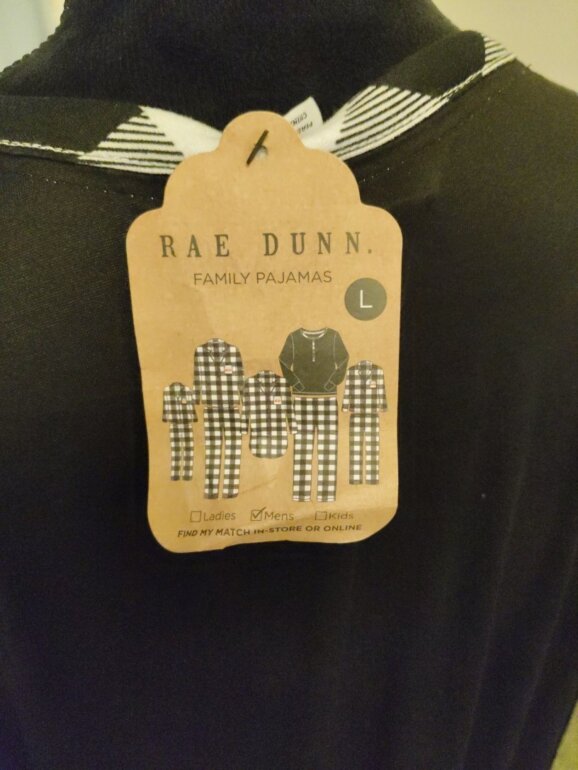 RAE DUNN.
FAMILY PAJAMAS
L
Ladies Mens Kids
FIND MY MATCH IN-STORE OR ONLINE